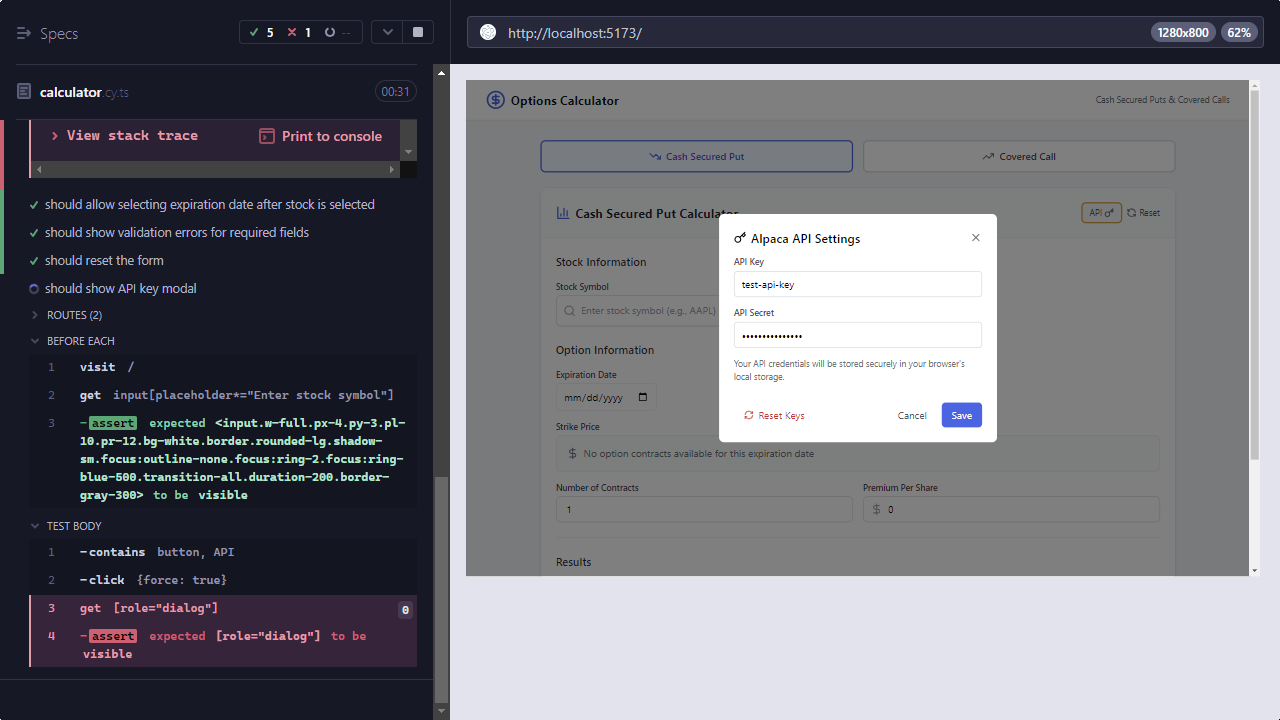 Specs
5 1 --
calculator.cy.ts
00:31
View stack trace
Print to console
should allow selecting expiration date after stock is selected
should show validation errors for required fields
should reset the form
should show API key modal
ROUTES (2)
BEFORE EACH
1 visit /
2 get input[placeholder*="Enter stock symbol"]
3 -assert expected <input.w-full.px-4.py-3.pl-
10.pr-12.bg-white.border.rounded-lg.shadow-
sm.focus:outline-none.focus:ring-2.focus:ring-
blue-500.transition-all.duration-200.border-
gray-300> to be visible
TEST BODY
1 -contains button, API
2 -click {force: true}
3 get [role="dialog"] 0
4 -assert expected [role="dialog"] to be
visible
http://localhost:5173/
1280x800
62%
Options Calculator
Cash Secured Puts & Covered Calls
Cash Secured Put
Covered Call
Cash Secured Put Calculator
API
Reset
Stock Information
Stock Symbol
Enter stock symbol (e.g., AAPL)
Option Information
Expiration Date
mm/dd/yyyy
Strike Price
$ No option contracts available for this expiration date
Number of Contracts
Premium Per Share
1
$ 0
Results
Alpaca API Settings
API Key
test-api-key
API Secret
•••••••••••••••
Your API credentials will be stored securely in your browser's
local storage.
Reset Keys
Cancel
Save